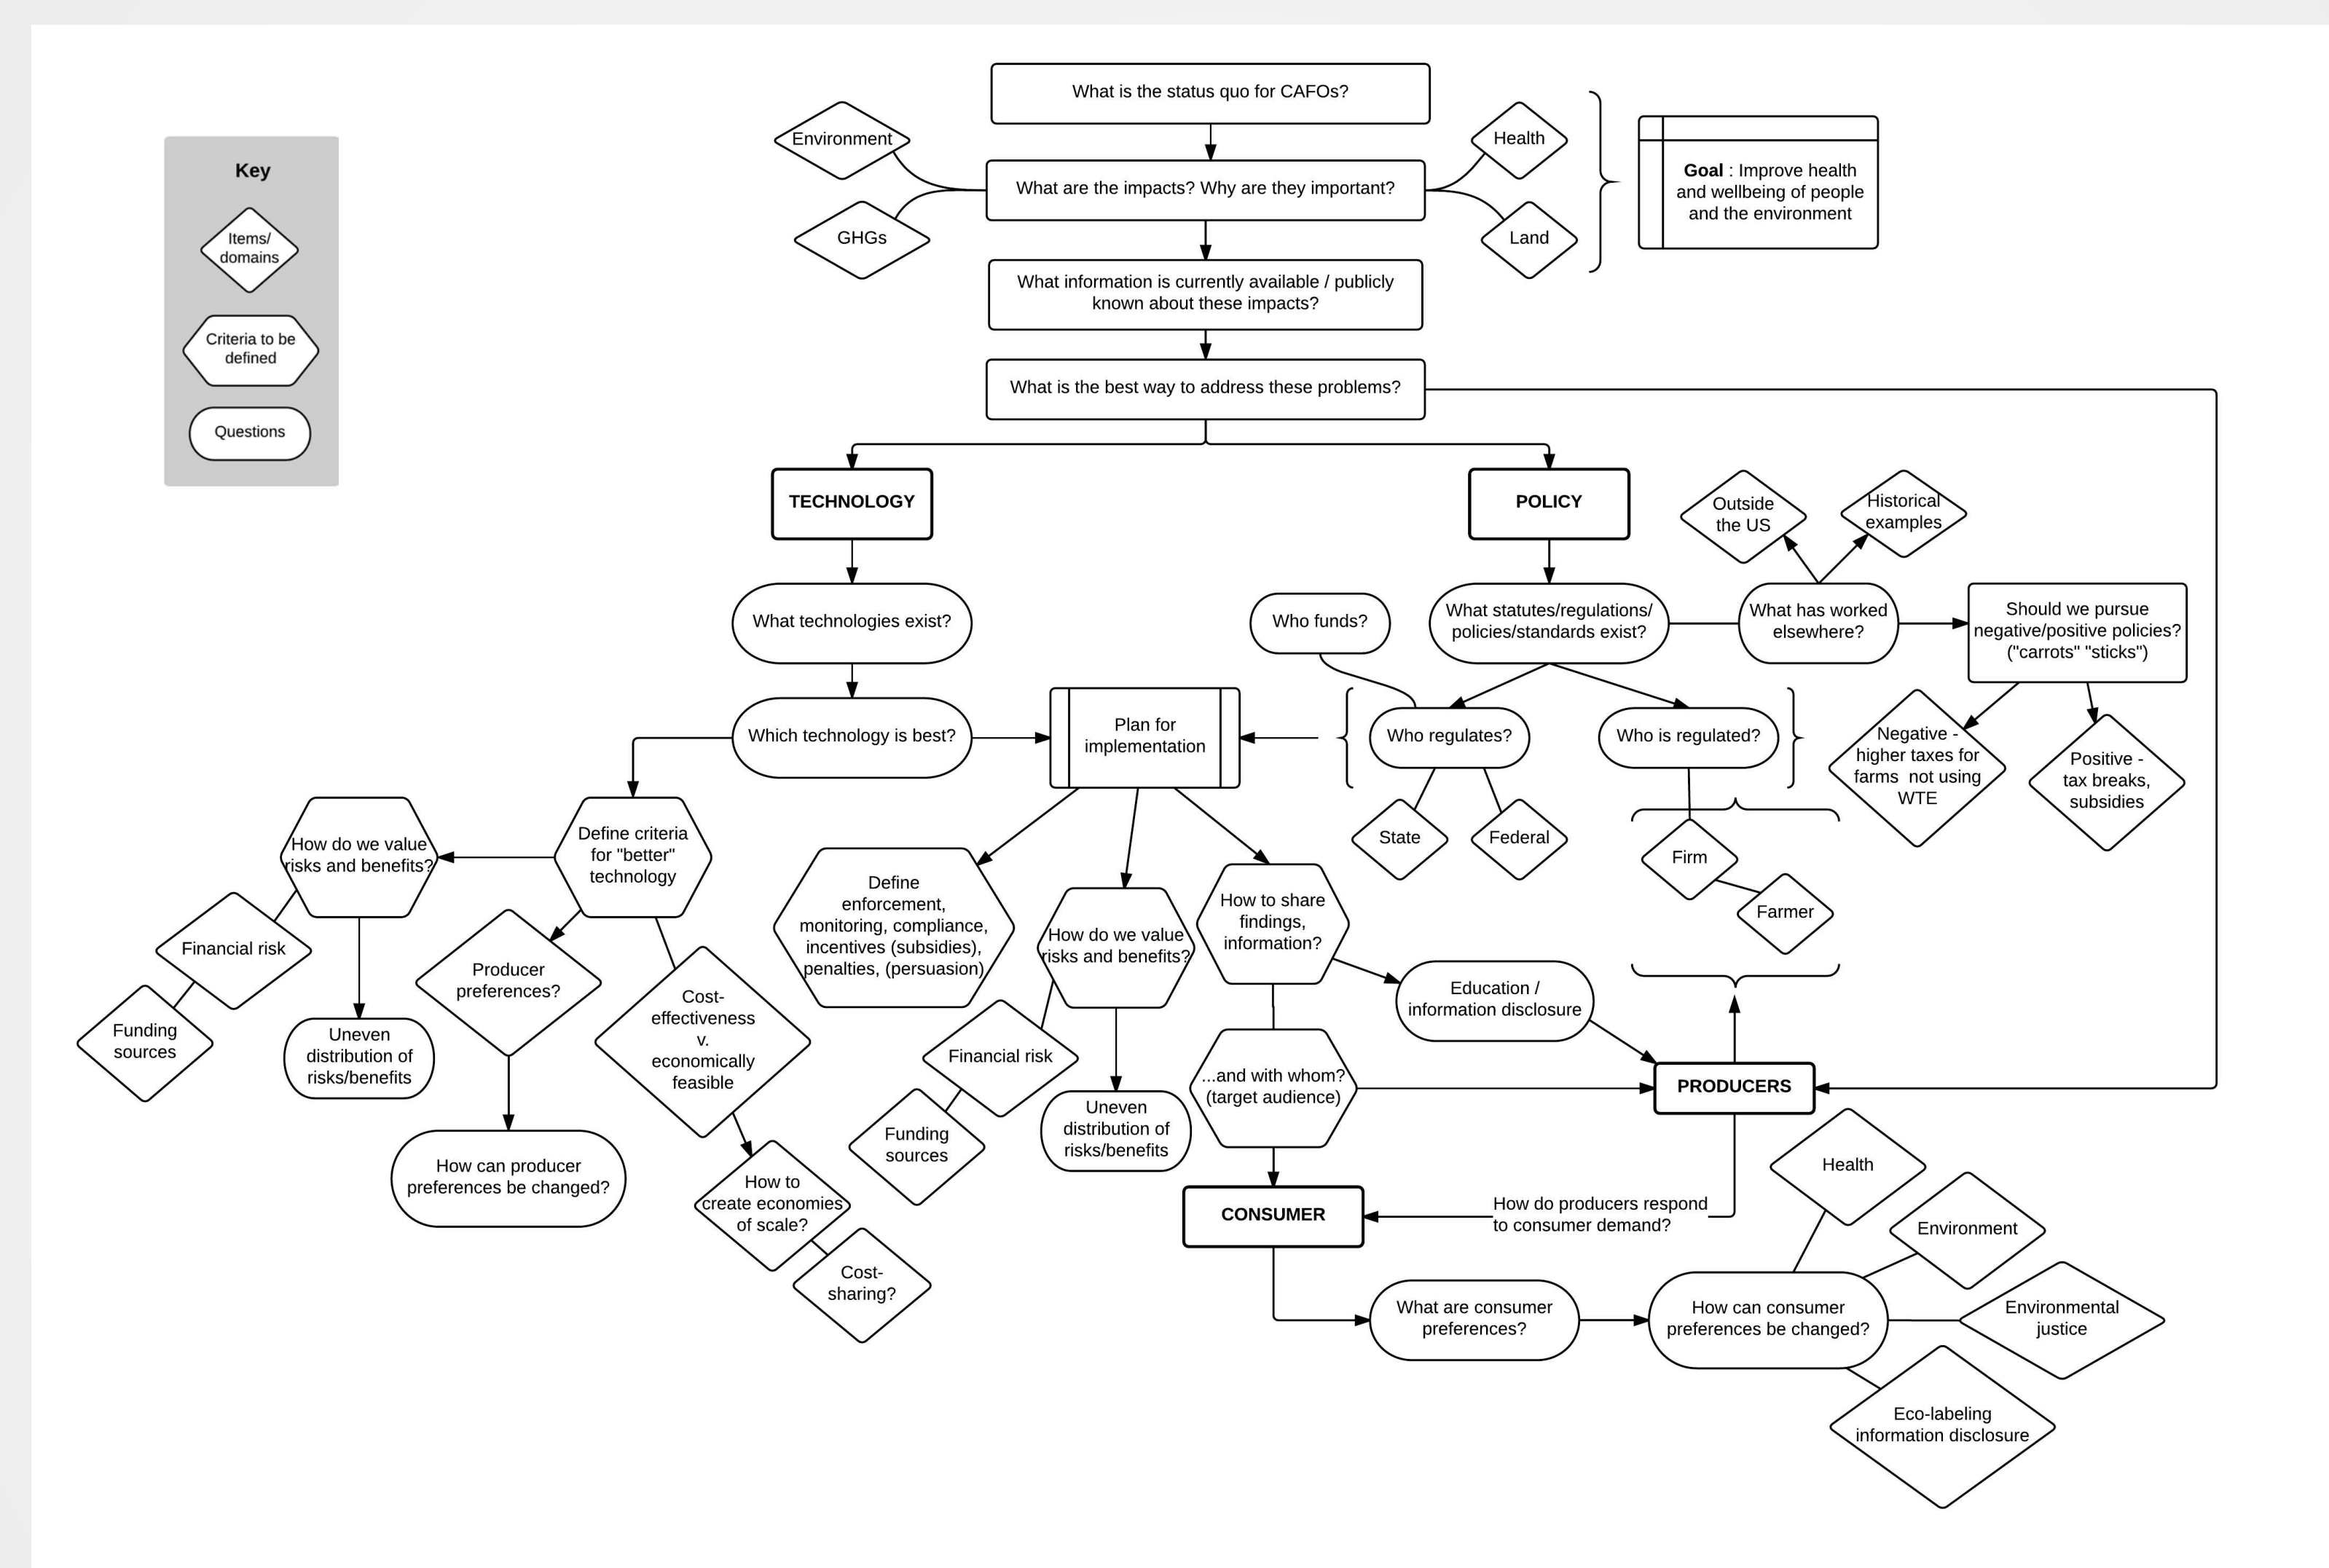 What is the status quo for CAFOs?
Environment
Health
Key
Goal : Improve health
and wellbeing of people
and the environment
What are the impacts? Why are they important?
GHGs
Land
Items/
domains
What information is currently available / publicly
known about these impacts?
Criteria to be
defined
What is the best way to address these problems?
Questions
TECHNOLOGY
POLICY
Outside
the US
Historical
examples
What technologies exist?
Who funds?
What statutes/regulations/
policies/standards exist?
What has worked
elsewhere?
Should we pursue
negative/positive policies?
("carrots" "sticks")
Which technology is best?
Plan for
implementation
Who regulates?
Who is regulated?
Negative -
higher taxes for
farms  not using
WTE
Positive -
tax breaks,
subsidies
How do we value
risks and benefits?
Define criteria
for "better"
technology
State
Federal
Firm
Farmer
Define
enforcement,
monitoring, compliance,
incentives (subsidies),
penalties, (persuasion)
How do we value
risks and benefits?
How to share
findings,
information?
Financial risk
Producer
preferences?
Education /
information disclosure
Funding
sources
Uneven
distribution of
risks/benefits
Cost-
effectiveness
v.
economically
feasible
Financial risk
...and with whom?
(target audience)
PRODUCERS
Funding
sources
Uneven
distribution of
risks/benefits
How can producer
preferences be changed?
How to
create economies
of scale?
Cost-
sharing?
CONSUMER
How do producers respond
to consumer demand?
Health
Environment
What are consumer
preferences?
How can consumer
preferences be changed?
Environmental
justice
Eco-labeling
information disclosure